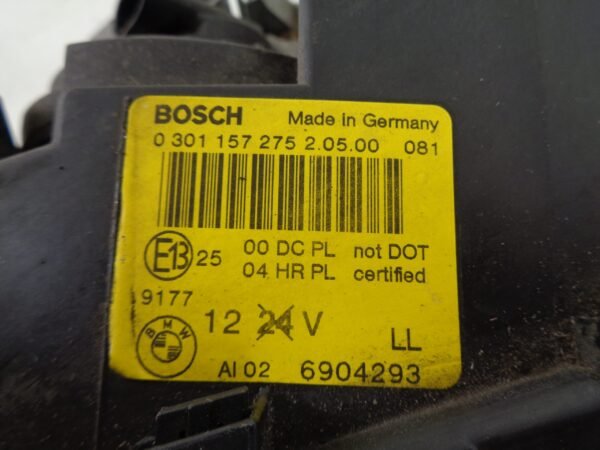 BOSCH Made in Germany
0 301 157 275 2.05.00 081
E13 25 00 DC PL not DOT
04 HR PL certified
9177
BMW 12 24 V LL
AI 02 6904293